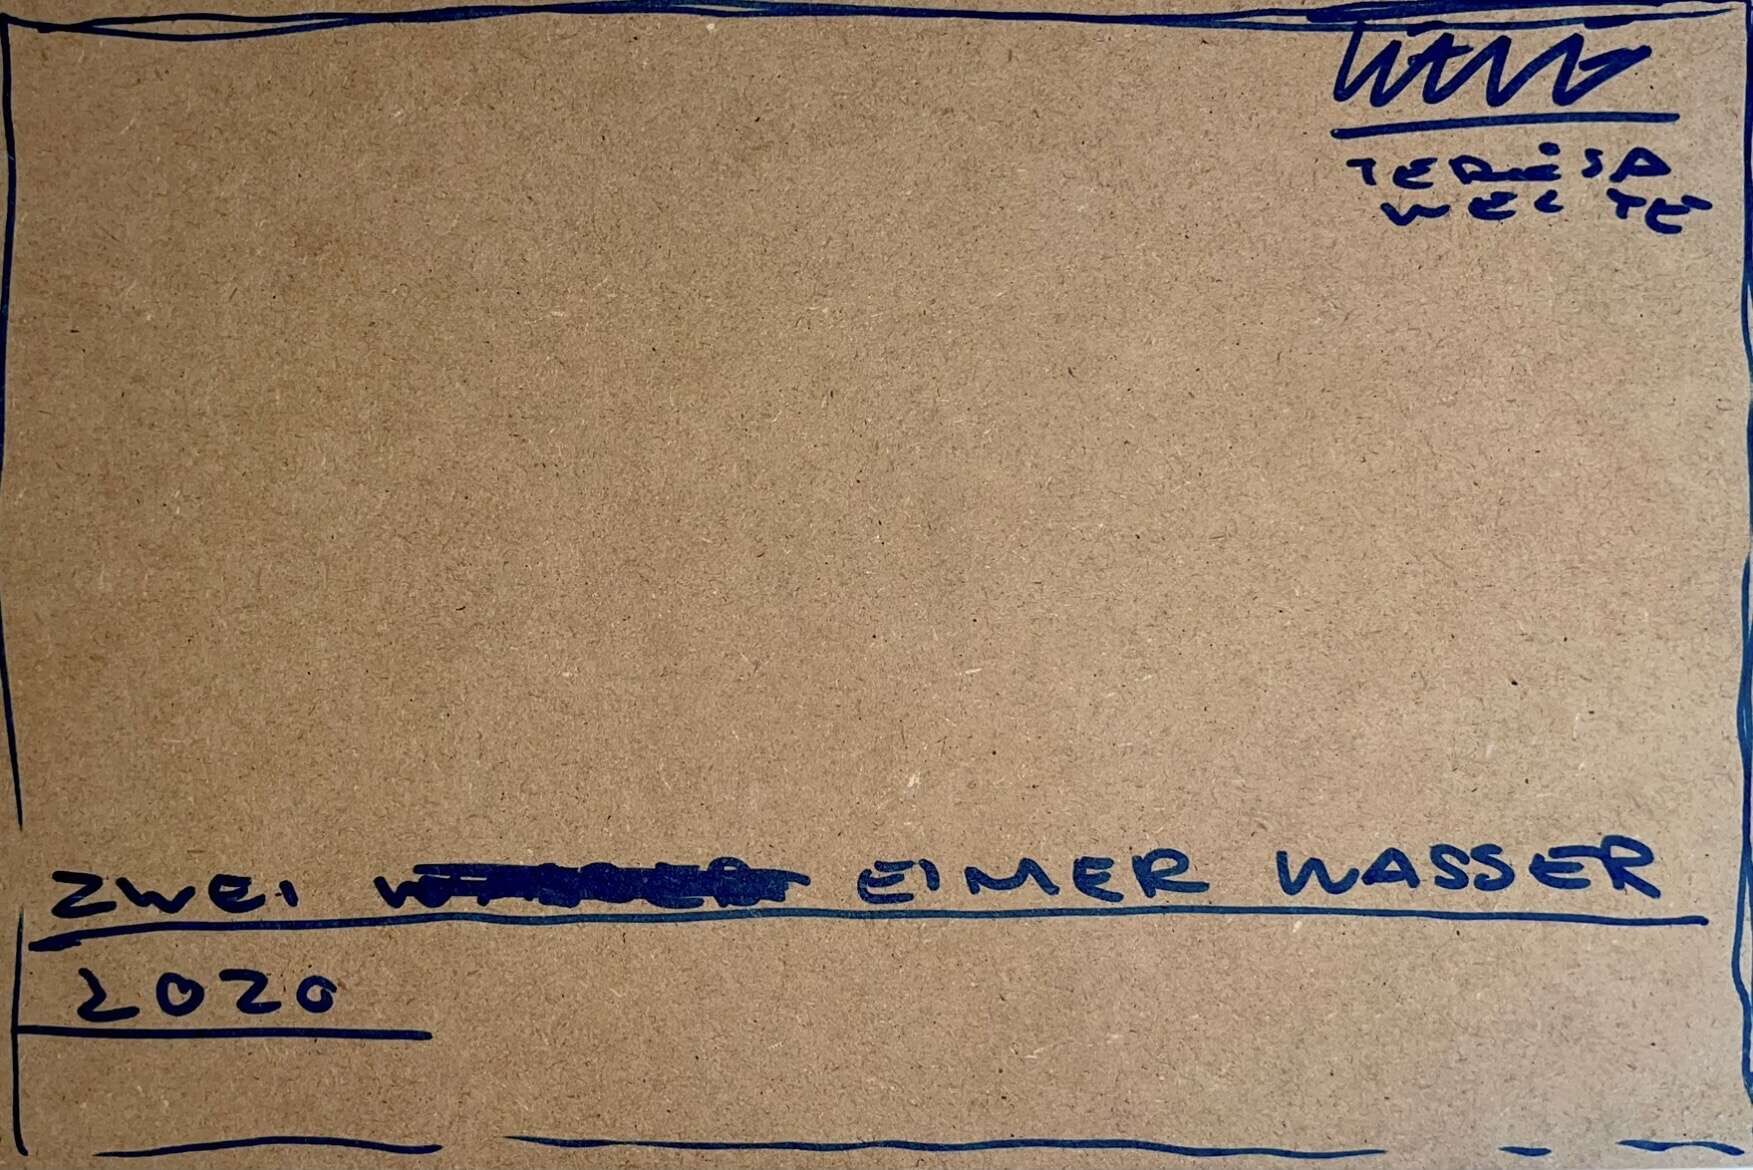 TERESA
WELTE
ZWEI EIMER WASSER
2020